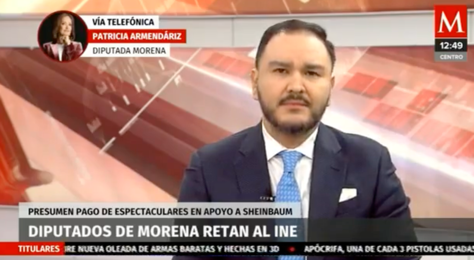 VÍA TELEFÓNICA
PATRICIA ARMENDÁRIZ
DIPUTADA MORENA
M
12:49
CENTRO
PRESUMEN PAGO DE ESPECTACULARES EN APOYO A SHEINBAUM
DIPUTADOS DE MORENA RETAN AL INE
TITULARES RE NUEVA OLEADA DE ARMAS BARATAS Y HECHAS EN 3D APÓCRIFA, UNA DE CADA 3 PISTOLAS USADAS